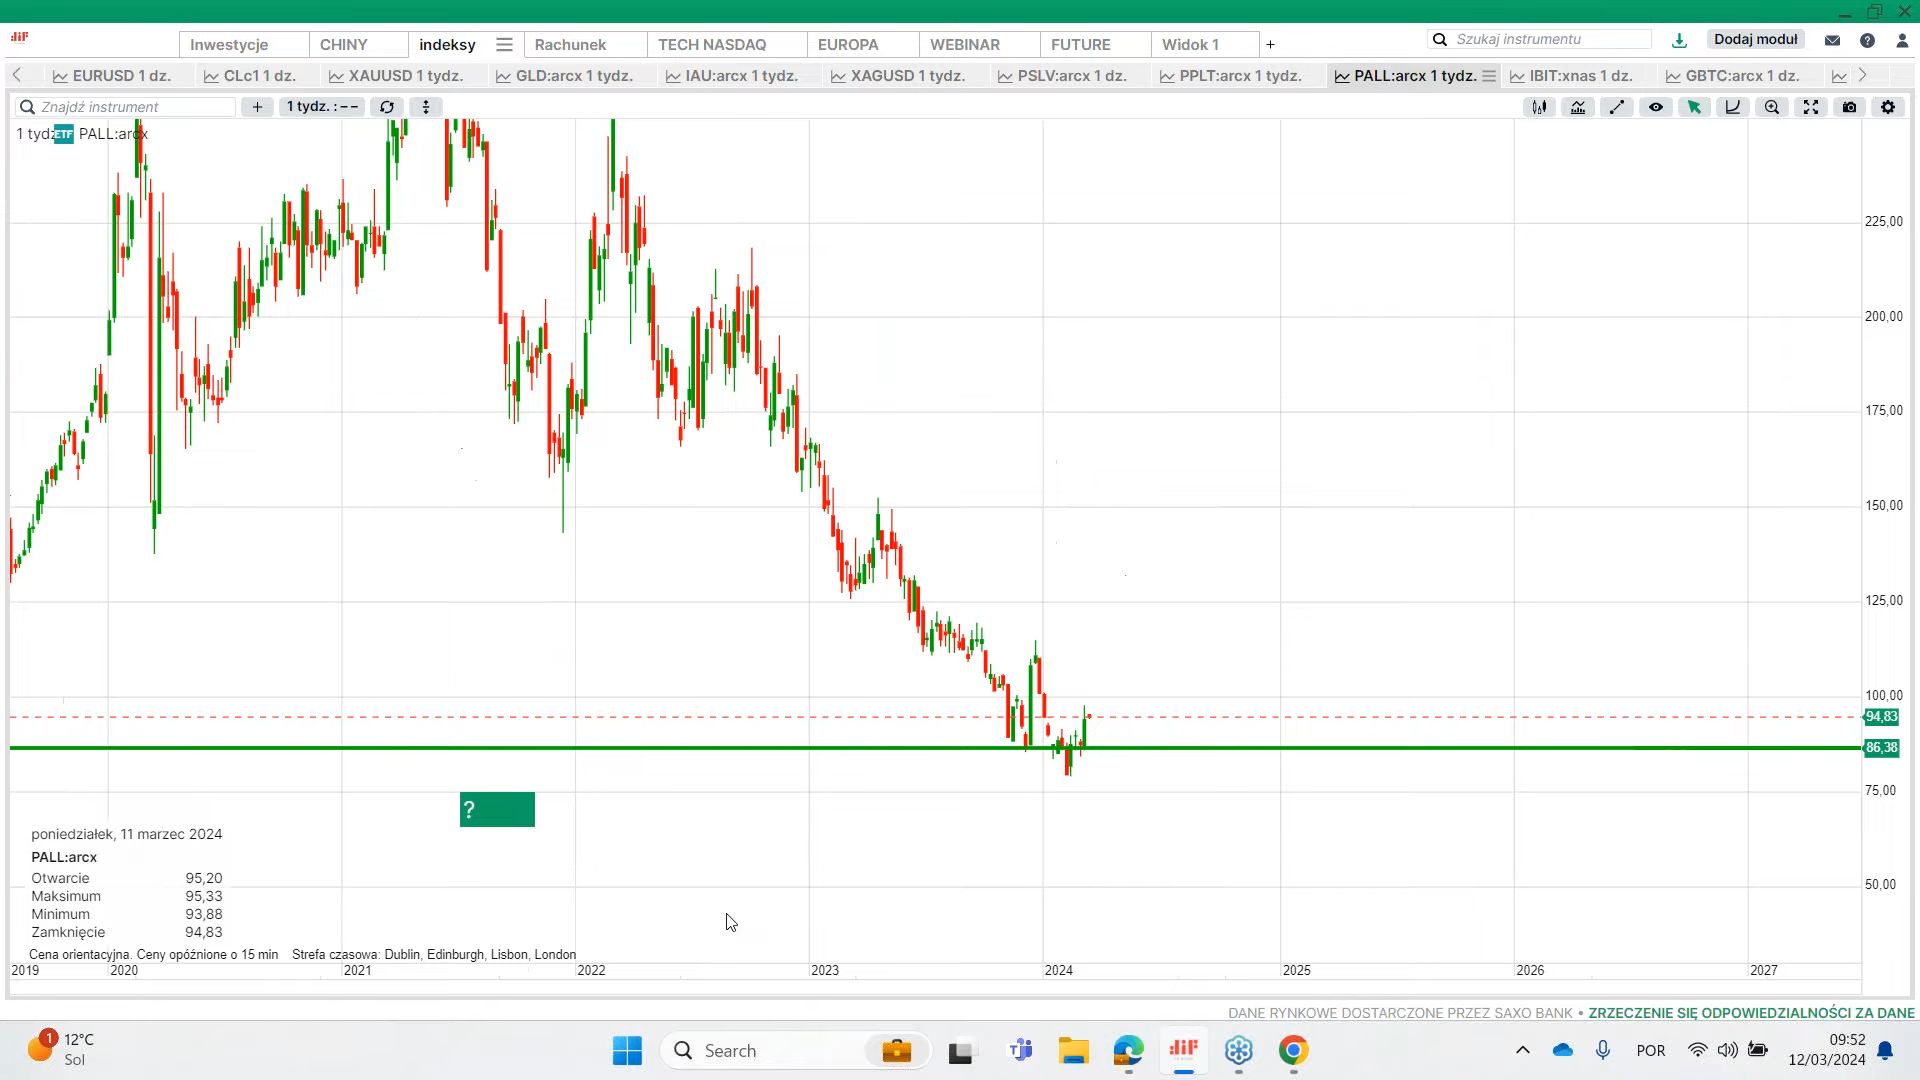 dif
Inwestycje CHINY indeksy Rachunek TECH NASDAQ EUROPA WEBINAR FUTURE Widok 1 + Szukaj instrumentu Dodaj moduł
EURUSD 1 dz. CLc1 1 dz. XAUUSD 1 tydz. GLD:arcx 1 tydz. IAU:arcx 1 tydz. XAGUSD 1 tydz. PSLV:arcx 1 dz. PPLT:arcx 1 tydz. PALL:arcx 1 tydz. IBIT:xnas 1 dz. GBTC:arcx 1 dz.
Znajdź instrument + 1 tydz. : – –
1 tydz ETF PALL:arcx
225,00
200,00
175,00
150,00
125,00
100,00
94,83
86,38
75,00
50,00
?
poniedziałek, 11 marzec 2024
PALL:arcx
Otwarcie 95,20
Maksimum 95,33
Minimum 93,88
Zamknięcie 94,83
Cena orientacyjna. Ceny opóźnione o 15 min Strefa czasowa: Dublin, Edinburgh, Lisbon, London
2019 2020 2021 2022 2023 2024 2025 2026 2027
DANE RYNKOWE DOSTARCZONE PRZEZ SAXO BANK • ZRZECZENIE SIĘ ODPOWIEDZIALNOŚCI ZA DANE
1 12°C
Sol
Search
dif
POR
09:52
12/03/2024